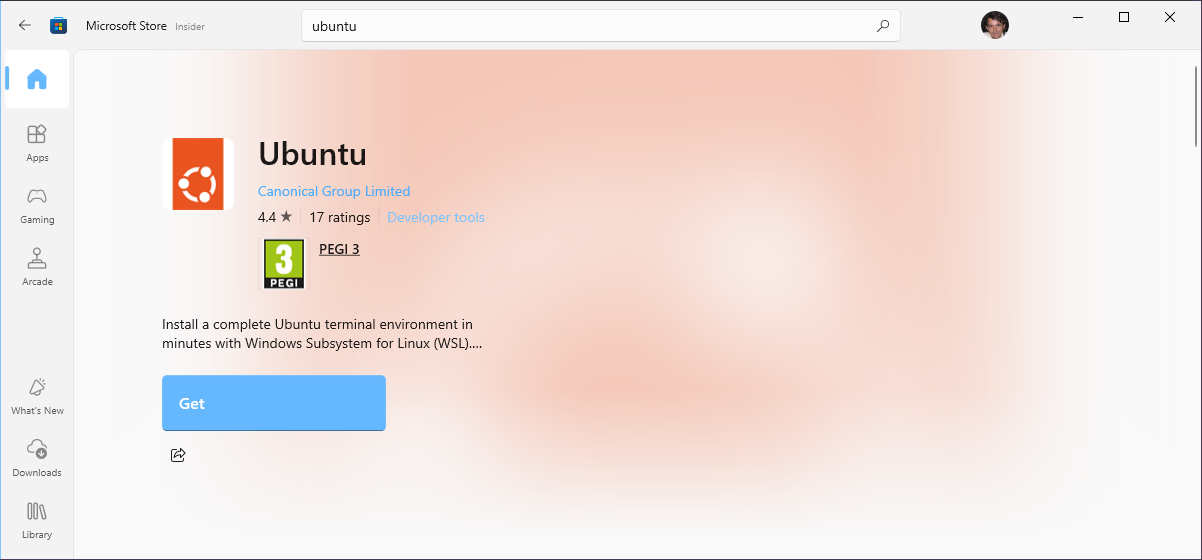 Microsoft Store Insider
ubuntu
Apps
Gaming
Arcade
What's New
Downloads
Library
Ubuntu
Canonical Group Limited
4.4 ★ 17 ratings Developer tools
3
PEGI
PEGI 3
Install a complete Ubuntu terminal environment in
minutes with Windows Subsystem for Linux (WSL)....
Get